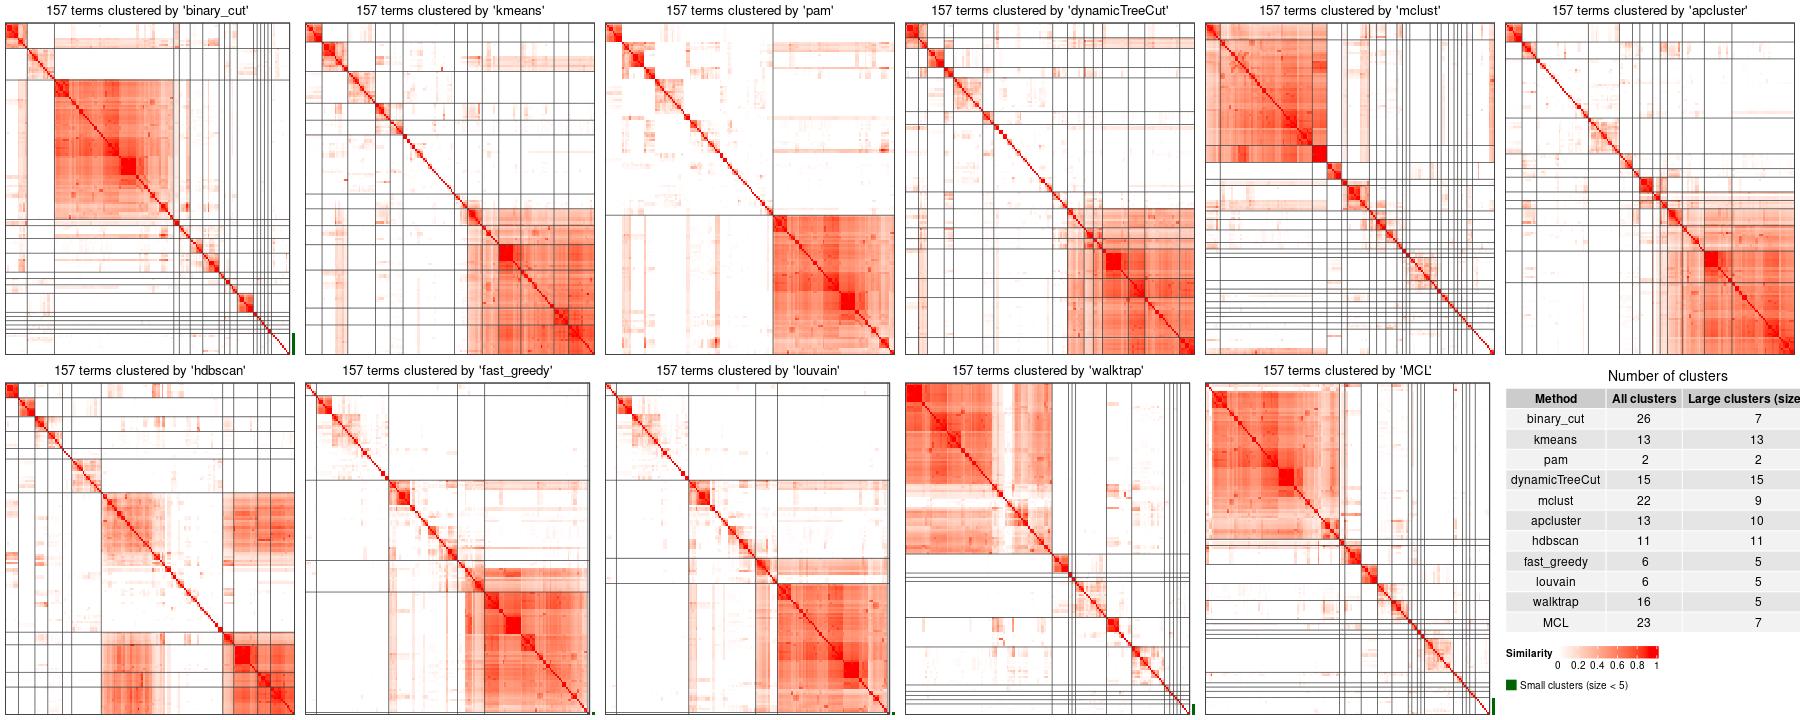 157 terms clustered by 'binary_cut'
157 terms clustered by 'kmeans'
157 terms clustered by 'pam'
157 terms clustered by 'dynamicTreeCut'
157 terms clustered by 'mclust'
157 terms clustered by 'apcluster'
157 terms clustered by 'hdbscan'
157 terms clustered by 'fast_greedy'
157 terms clustered by 'louvain'
157 terms clustered by 'walktrap'
157 terms clustered by 'MCL'
Number of clusters
Method All clusters Large clusters (size
binary_cut 26 7
kmeans 13 13
pam 2 2
dynamicTreeCut 15 15
mclust 22 9
apcluster 13 10
hdbscan 11 11
fast_greedy 6 5
louvain 6 5
walktrap 16 5
MCL 23 7
Similarity
0 0.2 0.4 0.6 0.8 1
Small clusters (size < 5)